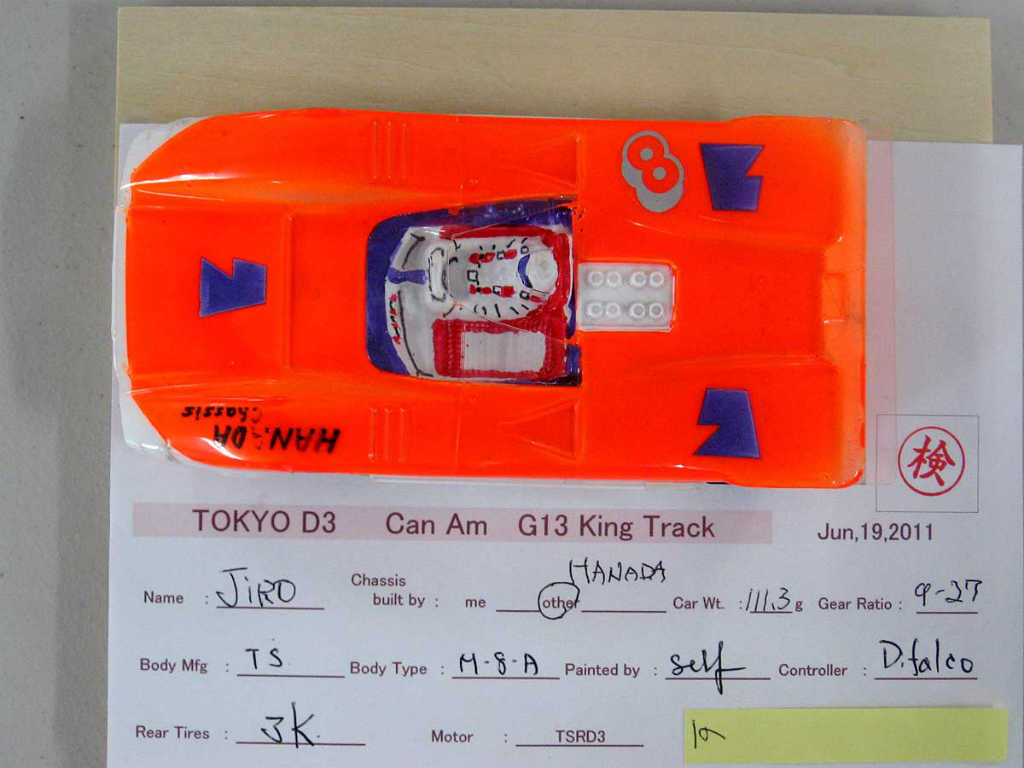 8
HANADA
Chassis
検
TOKYO D3 Can Am G13 King Track Jun,19,2011
Name : JIRO Chassis built by : me other HANADA Car Wt. : 111.3 g Gear Ratio : 9-27
Body Mfg : TS Body Type : M-8-A Painted by : self Controller : D.falco
Rear Tires : 3K. Motor : TSRD3